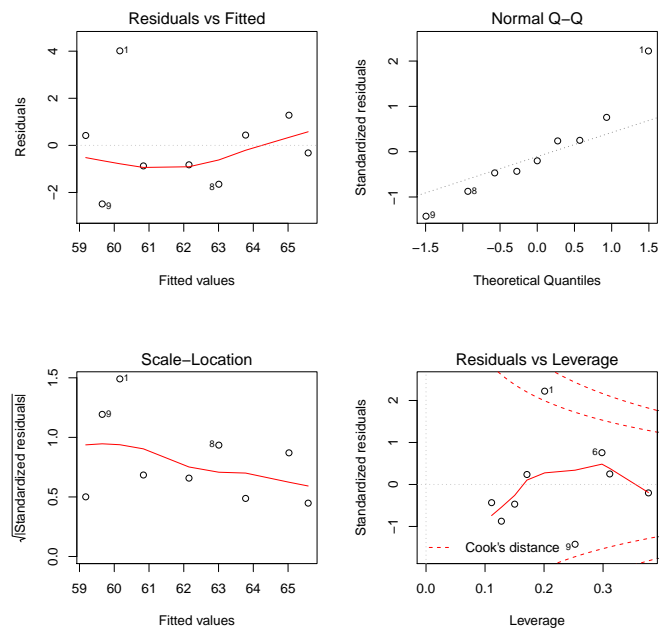 Residuals vs Fitted
Residuals
4
2
0
−2
1
9
8
59 60 61 62 63 64 65
Fitted values
Normal Q−Q
Standardized residuals
2
1
0
−1
1
8
9
−1.5 −0.5 0.0 0.5 1.0 1.5
Theoretical Quantiles
Scale−Location
√|Standardized residuals|
1.5
1.0
0.5
0.0
1
9
8
59 60 61 62 63 64 65
Fitted values
Residuals vs Leverage
Standardized residuals
2
1
0
−1
1
6
9
Cook's distance
0.0 0.1 0.2 0.3
Leverage